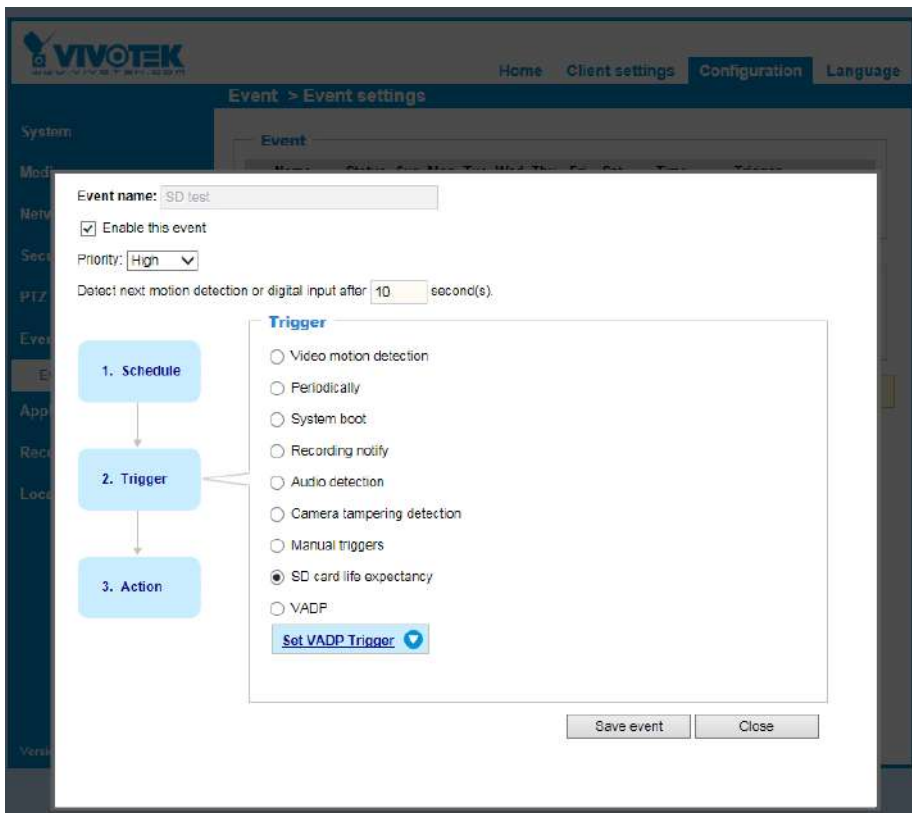 VIVOTEK
www.vivotek.com
Home Client settings Configuration Language
Event > Event settings
System
Event
Event name: SD test
Enable this event
Priority: High
Detect next motion detection or digital input after 10 second(s).
Trigger
1. Schedule
2. Trigger
3. Action
Video motion detection
Periodically
System boot
Recording notify
Audio detection
Camera tampering detection
Manual triggers
SD card life expectancy
VADP
Set VADP Trigger
Save event Close